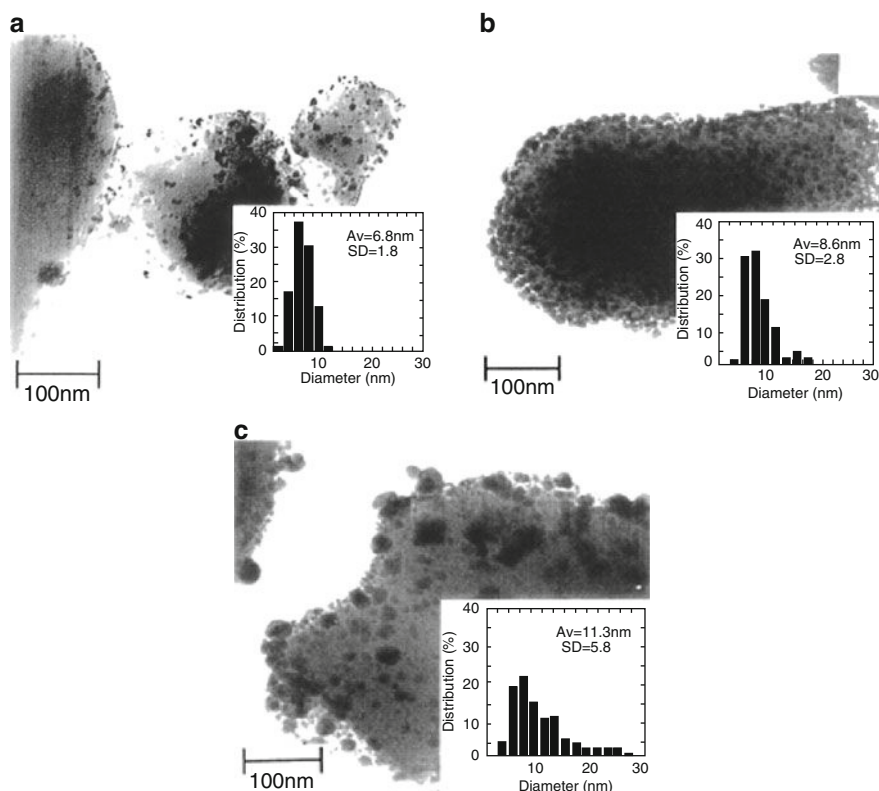 a
40
30
20
10
0
Distribution (%)
Av=6.8nm
SD=1.8
10
20
30
Diameter (nm)
100nm
b
40
30
20
10
0
Distribution (%)
Av=8.6nm
SD=2.8
10
20
30
Diameter (nm)
100nm
c
40
30
20
10
0
Distribution (%)
Av=11.3nm
SD=5.8
10
20
30
Diameter (nm)
100nm